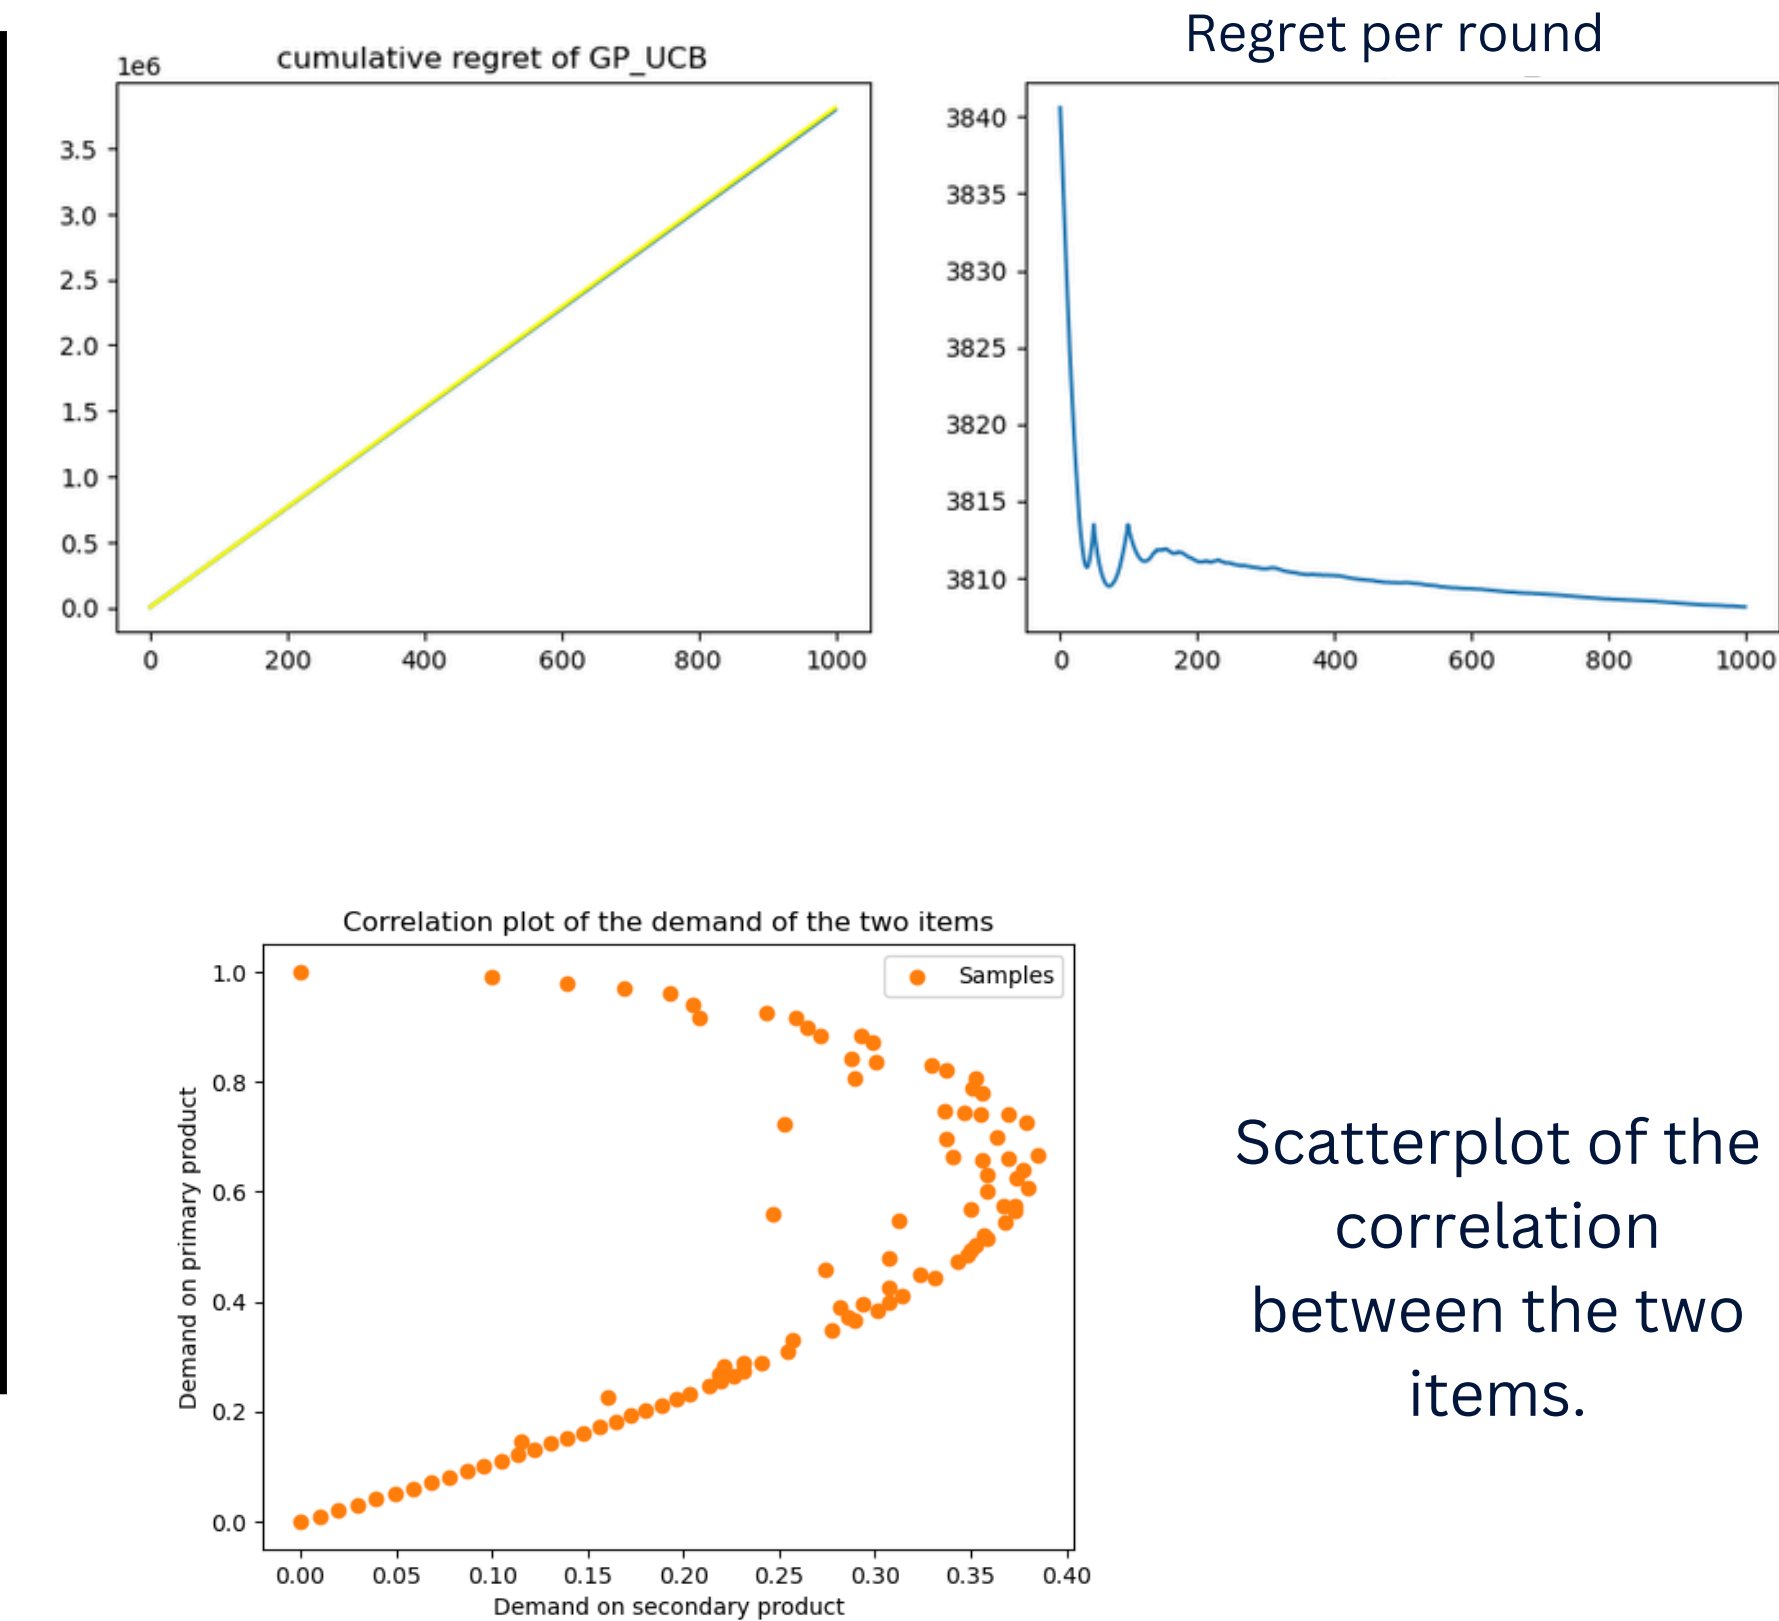 cumulative regret of GP_UCB
1e6
3.5
3.0
2.5
2.0
1.5
1.0
0.5
0.0
0 200 400 600 800 1000
Regret per round
3840
3835
3830
3825
3820
3815
3810
0 200 400 600 800 1000
Correlation plot of the demand of the two items
Samples
Demand on primary product
1.0
0.8
0.6
0.4
0.2
0.0
0.00 0.05 0.10 0.15 0.20 0.25 0.30 0.35 0.40
Demand on secondary product
Scatterplot of the
correlation
between the two
items.